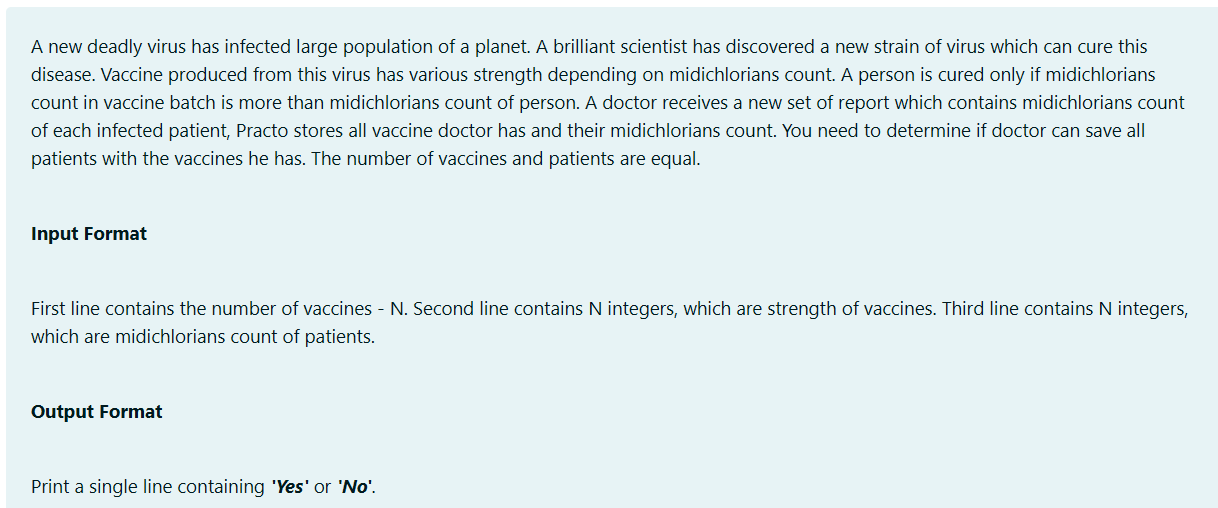 A new deadly virus has infected large population of a planet. A brilliant scientist has discovered a new strain of virus which can cure this
disease. Vaccine produced from this virus has various strength depending on midichlorians count. A person is cured only if midichlorians
count in vaccine batch is more than midichlorians count of person. A doctor receives a new set of report which contains midichlorians count
of each infected patient, Practo stores all vaccine doctor has and their midichlorians count. You need to determine if doctor can save all
patients with the vaccines he has. The number of vaccines and patients are equal.
Input Format
First line contains the number of vaccines - N. Second line contains N integers, which are strength of vaccines. Third line contains N integers,
which are midichlorians count of patients.
Output Format
Print a single line containing 'Yes' or 'No'.